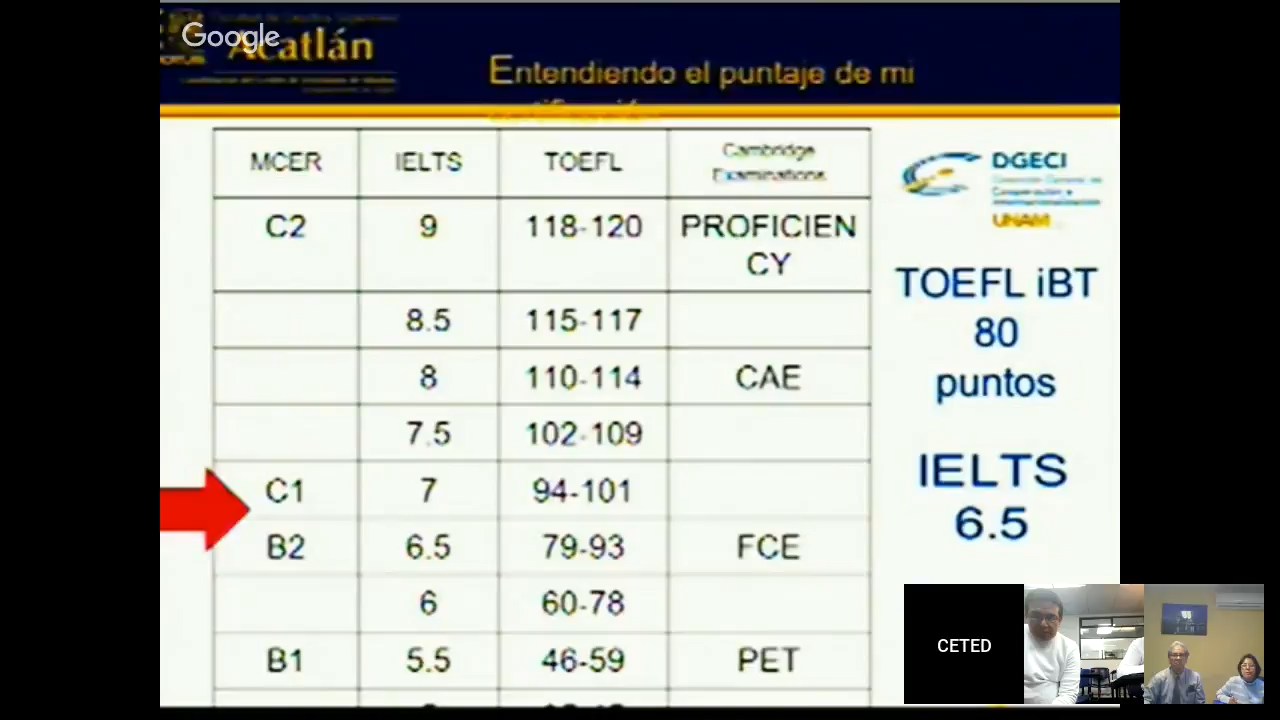 Google
Acatlán
Entendiendo el puntaje de mi
MCER IELTS TOEFL Cambridge Examinations
C2 9 118-120 PROFICIENCY
8.5 115-117
8 110-114 CAE
7.5 102-109
C1 7 94-101
B2 6.5 79-93 FCE
6 60-78
B1 5.5 46-59 PET
DGECI
UNAM
TOEFL iBT
80
puntos
IELTS
6.5
CETED